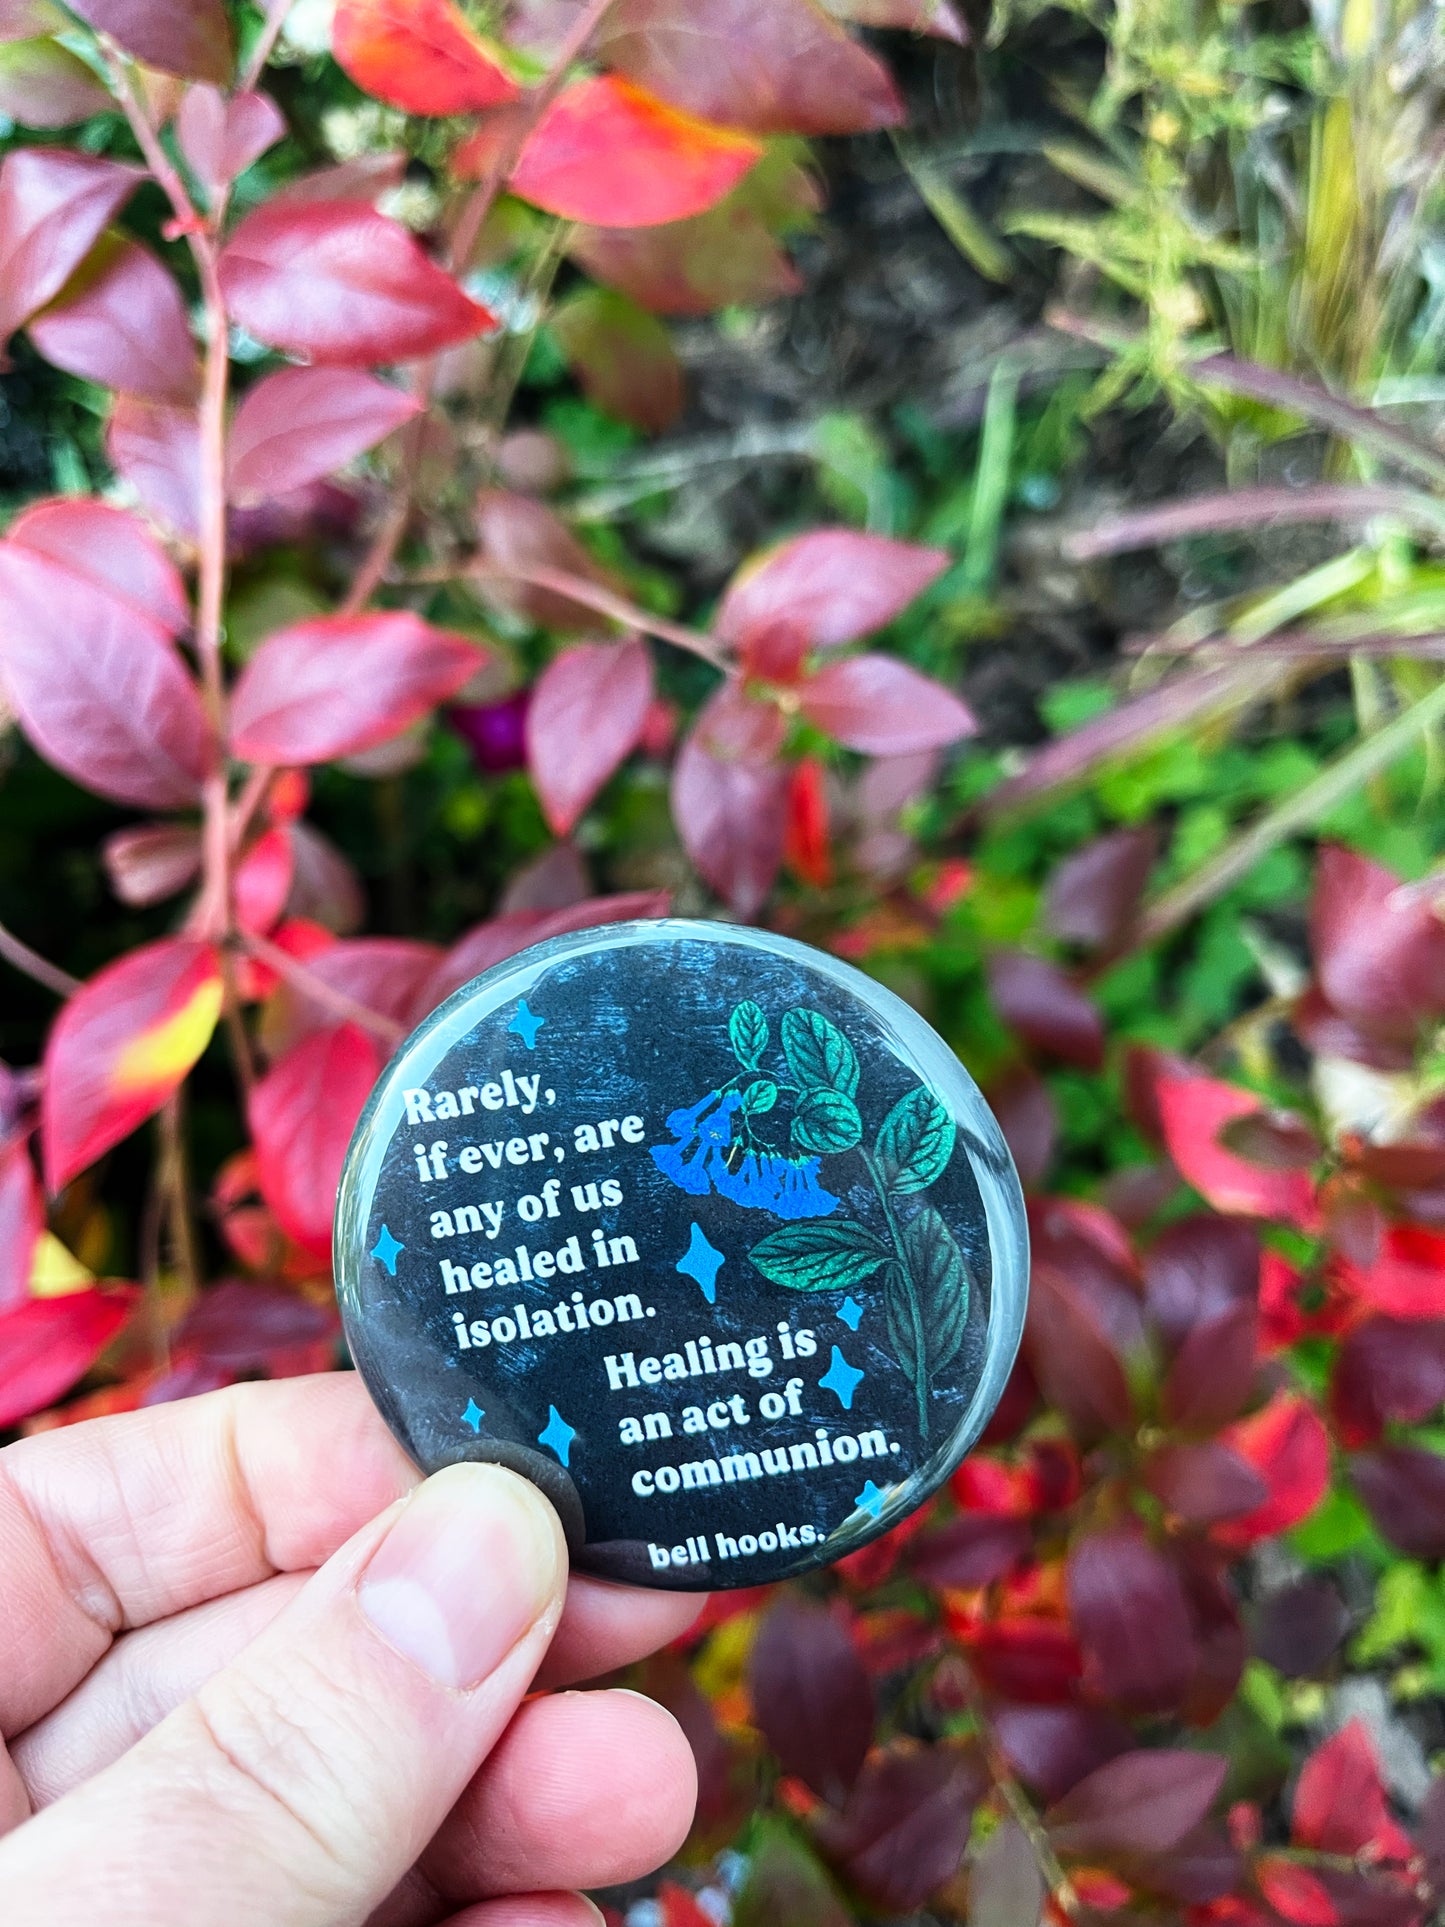 Rarely,
if ever, are
any of us
healed in
isolation.
Healing is
an act of
communion.
bell hooks.